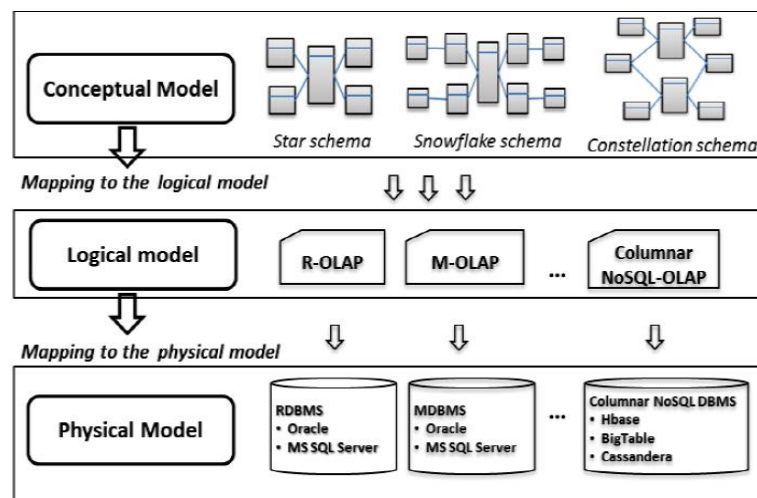 Conceptual Model
Star schema
Snowflake schema
Constellation schema
Mapping to the logical model
Logical model
R-OLAP
M-OLAP
...
Columnar
NoSQL-OLAP
Mapping to the physical model
Physical Model
RDBMS
• Oracle
• MS SQL Server
MDBMS
• Oracle
• MS SQL Server
...
Columnar NoSQL DBMS
• Hbase
• BigTable
• Cassandera